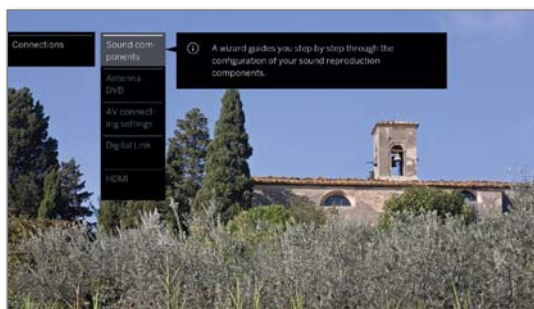 Connections
Sound com-
ponents
A wizard guides you step by step through the
configuration of your sound reproduction
components.
Antenna
DVB
AV connect-
ing settings
Digital Link
HDMI